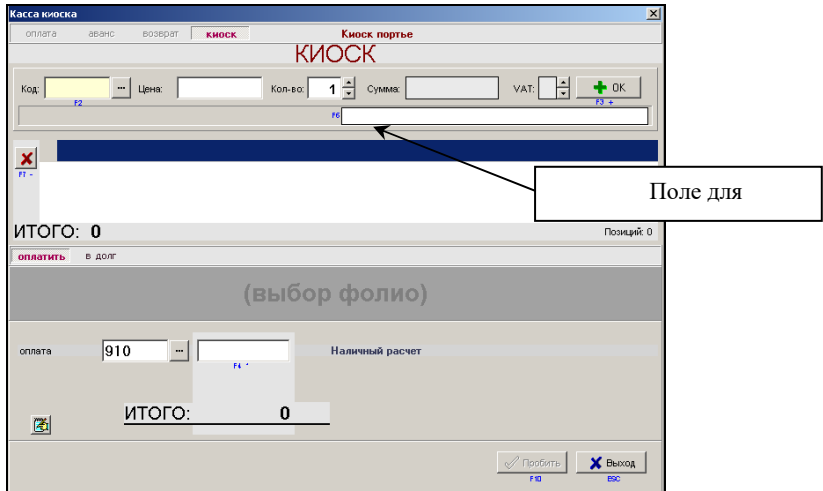 Касса киоска
оплата аванс возврат киоск Киоск портье
КИОСК
Код: ... Цена: Кол-во: 1 Сумма: VAT: OK
F2 F3 +
F6
F7 -
Поле для
ИТОГО: 0 Позиций: 0
оплатить в долг
(выбор фолио)
оплата 910 ... Наличный расчет
F4 *
ИТОГО: 0
Пробить Выход
F10 ESC